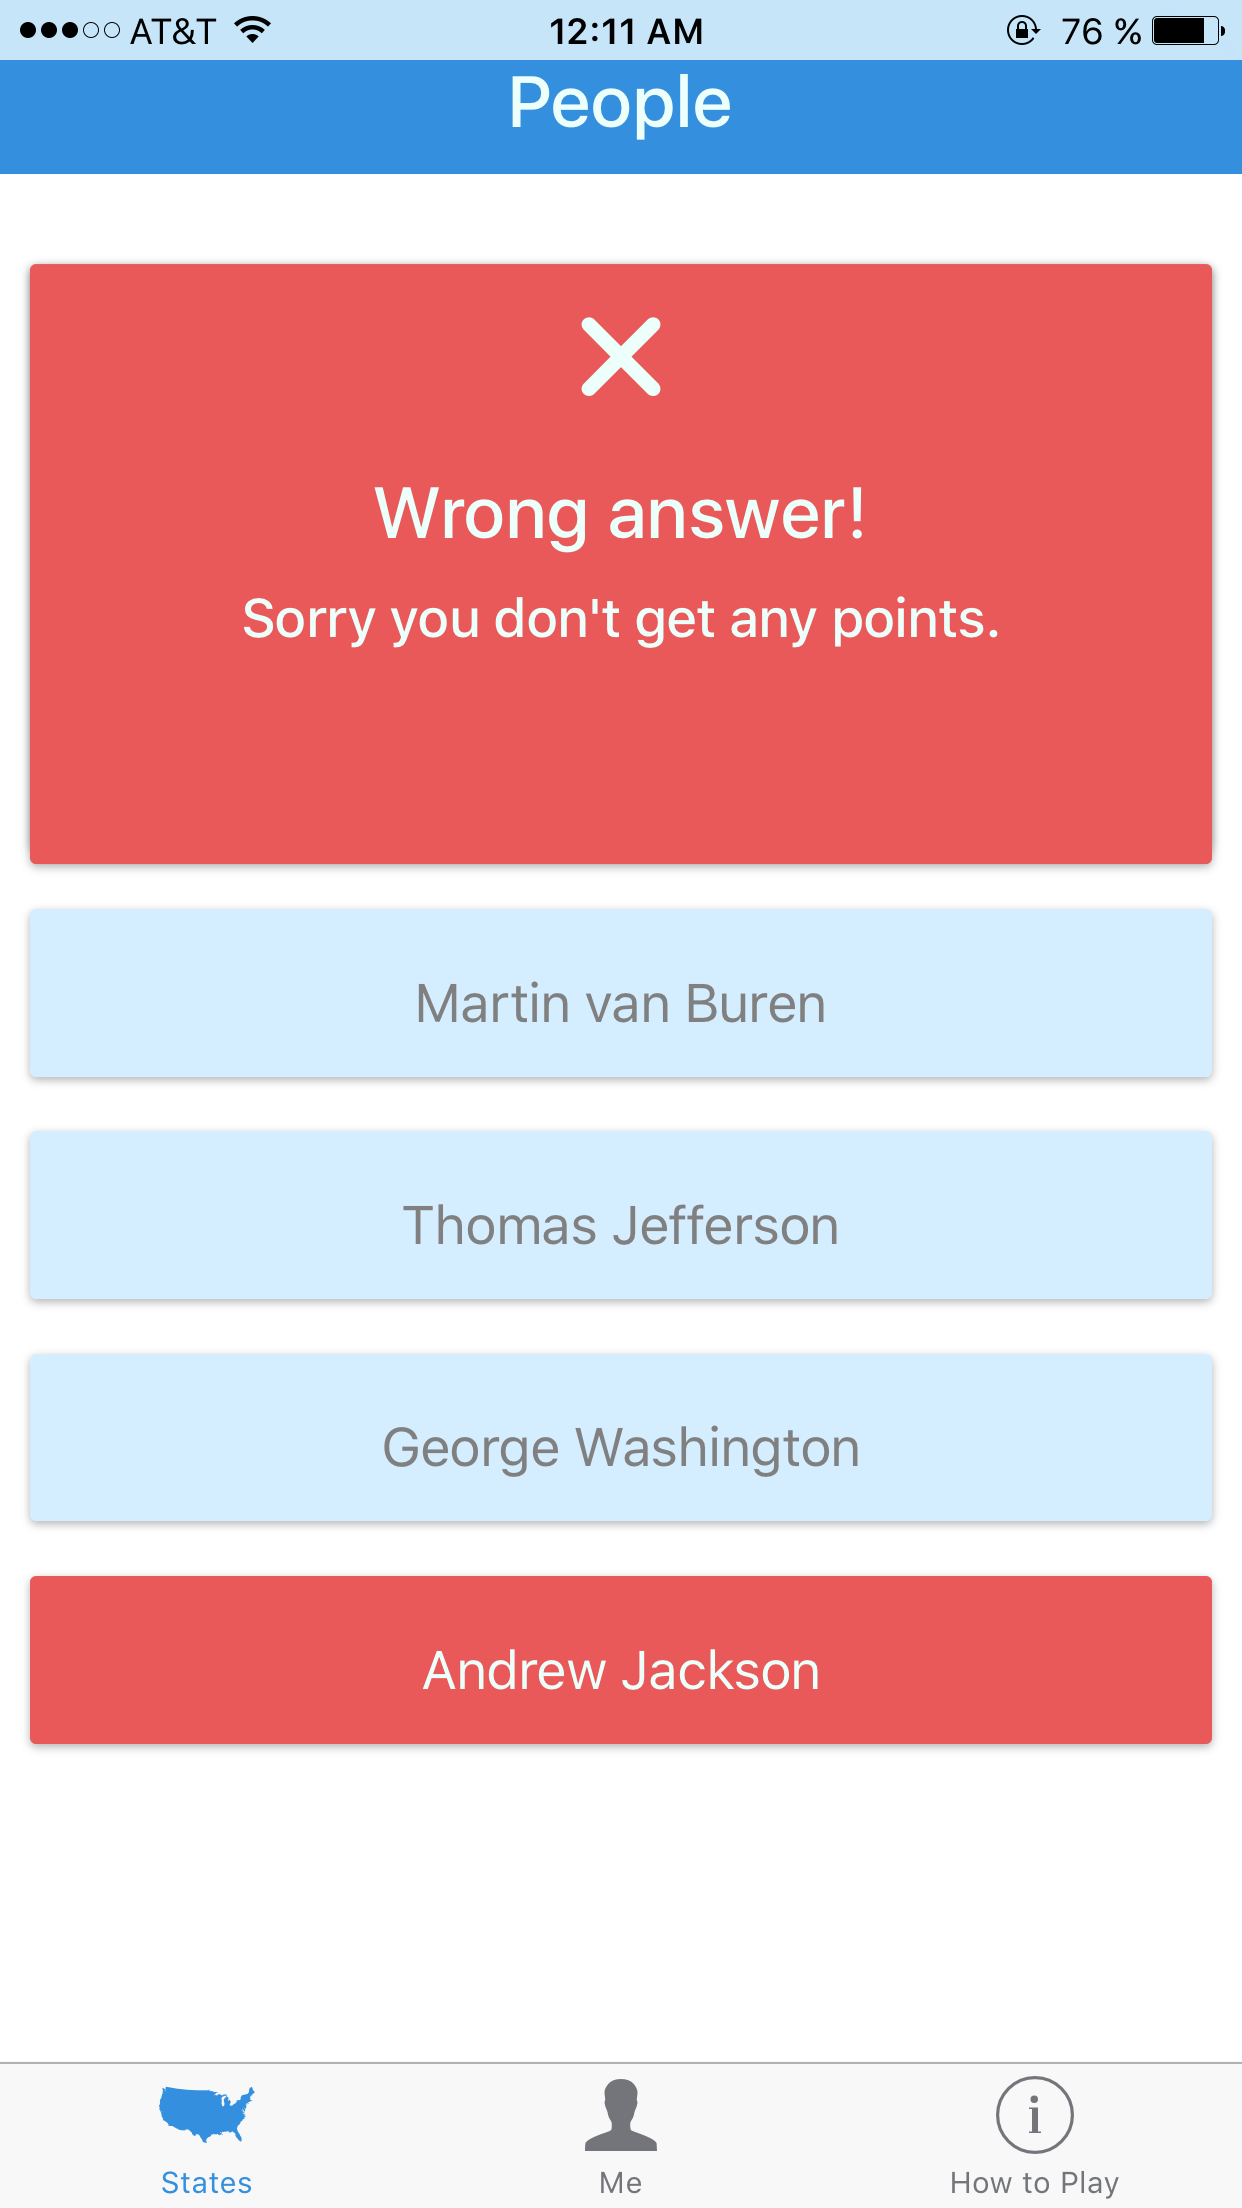 AT&T 12:11 AM 76 %
People
Wrong answer!
Sorry you don't get any points.
Martin van Buren
Thomas Jefferson
George Washington
Andrew Jackson
States Me How to Play